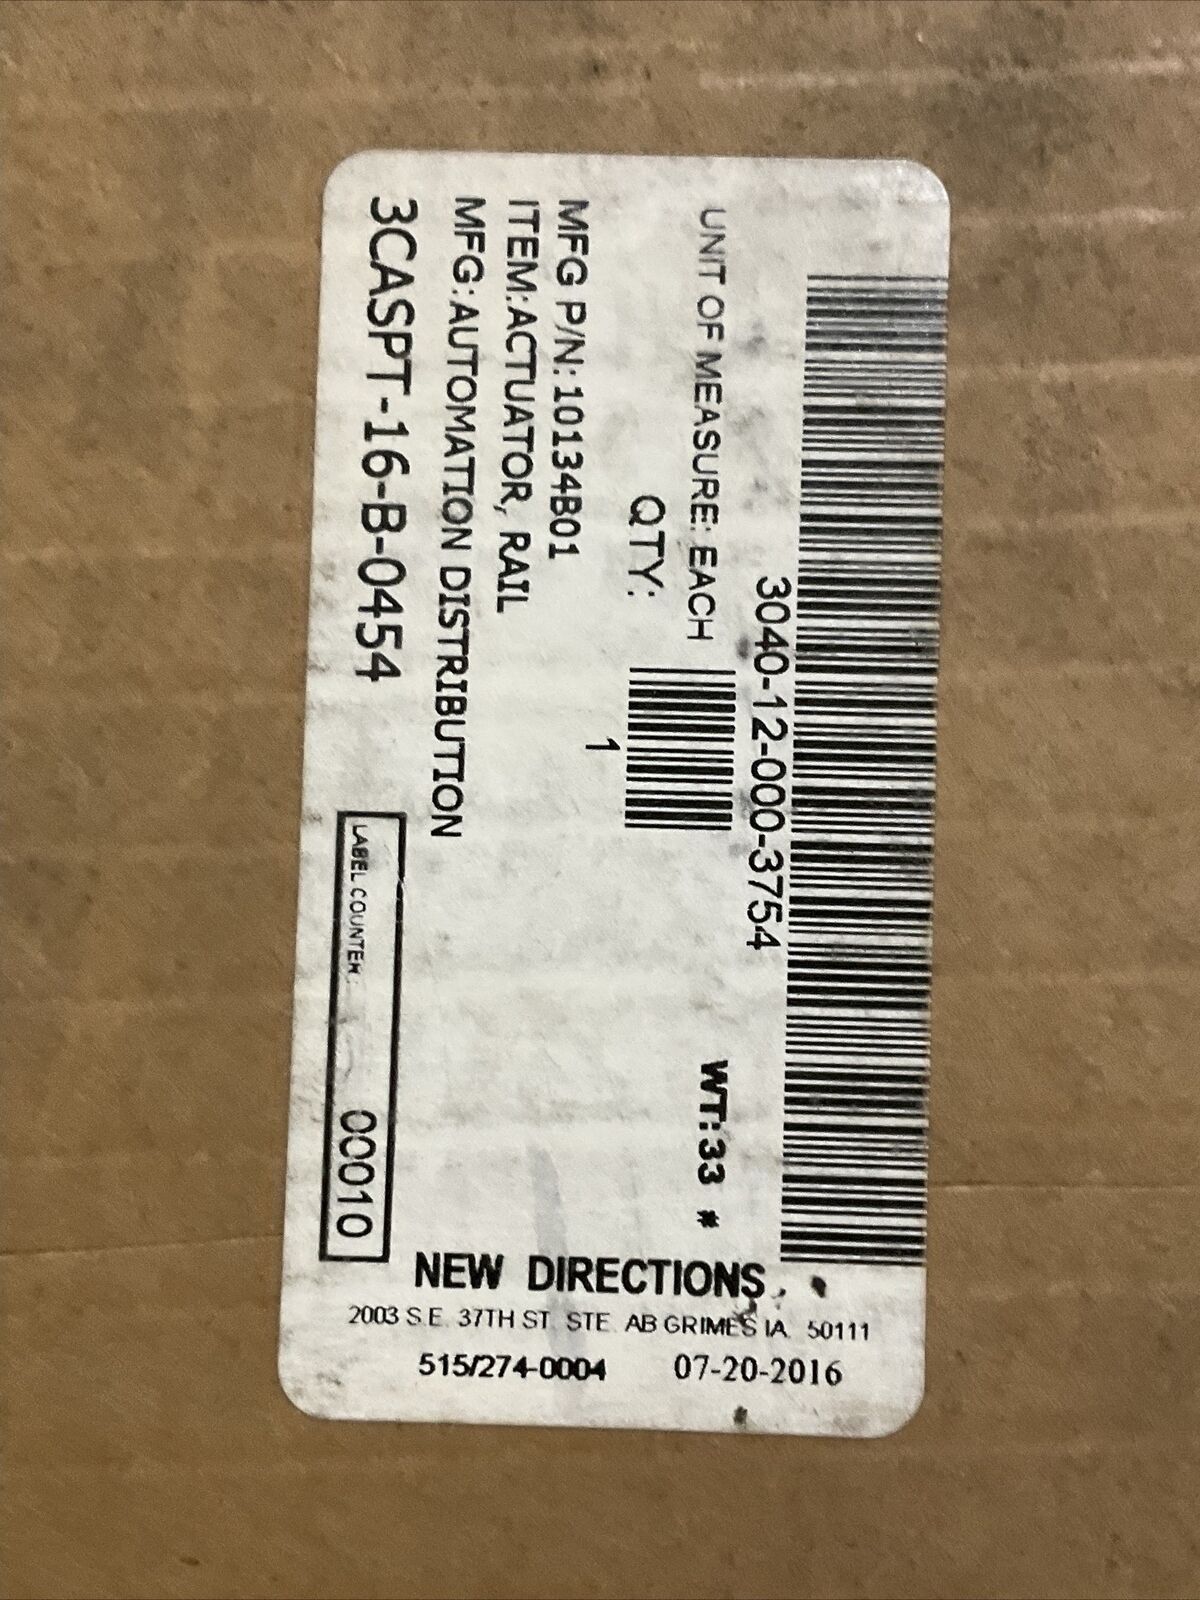 3040-12-000-3754
UNIT OF MEASURE: EACH
WT:33 #
QTY:
1
MFG P/N:10134B01
ITEM:ACTUATOR, RAIL
MFG:AUTOMATION DISTRIBUTION
3CASPT-16-B-0454
LABEL COUNTER:
00010
NEW DIRECTIONS
2003 S.E. 37TH ST. STE. AB GRIMES IA. 50111
515/274-0004 07-20-2016